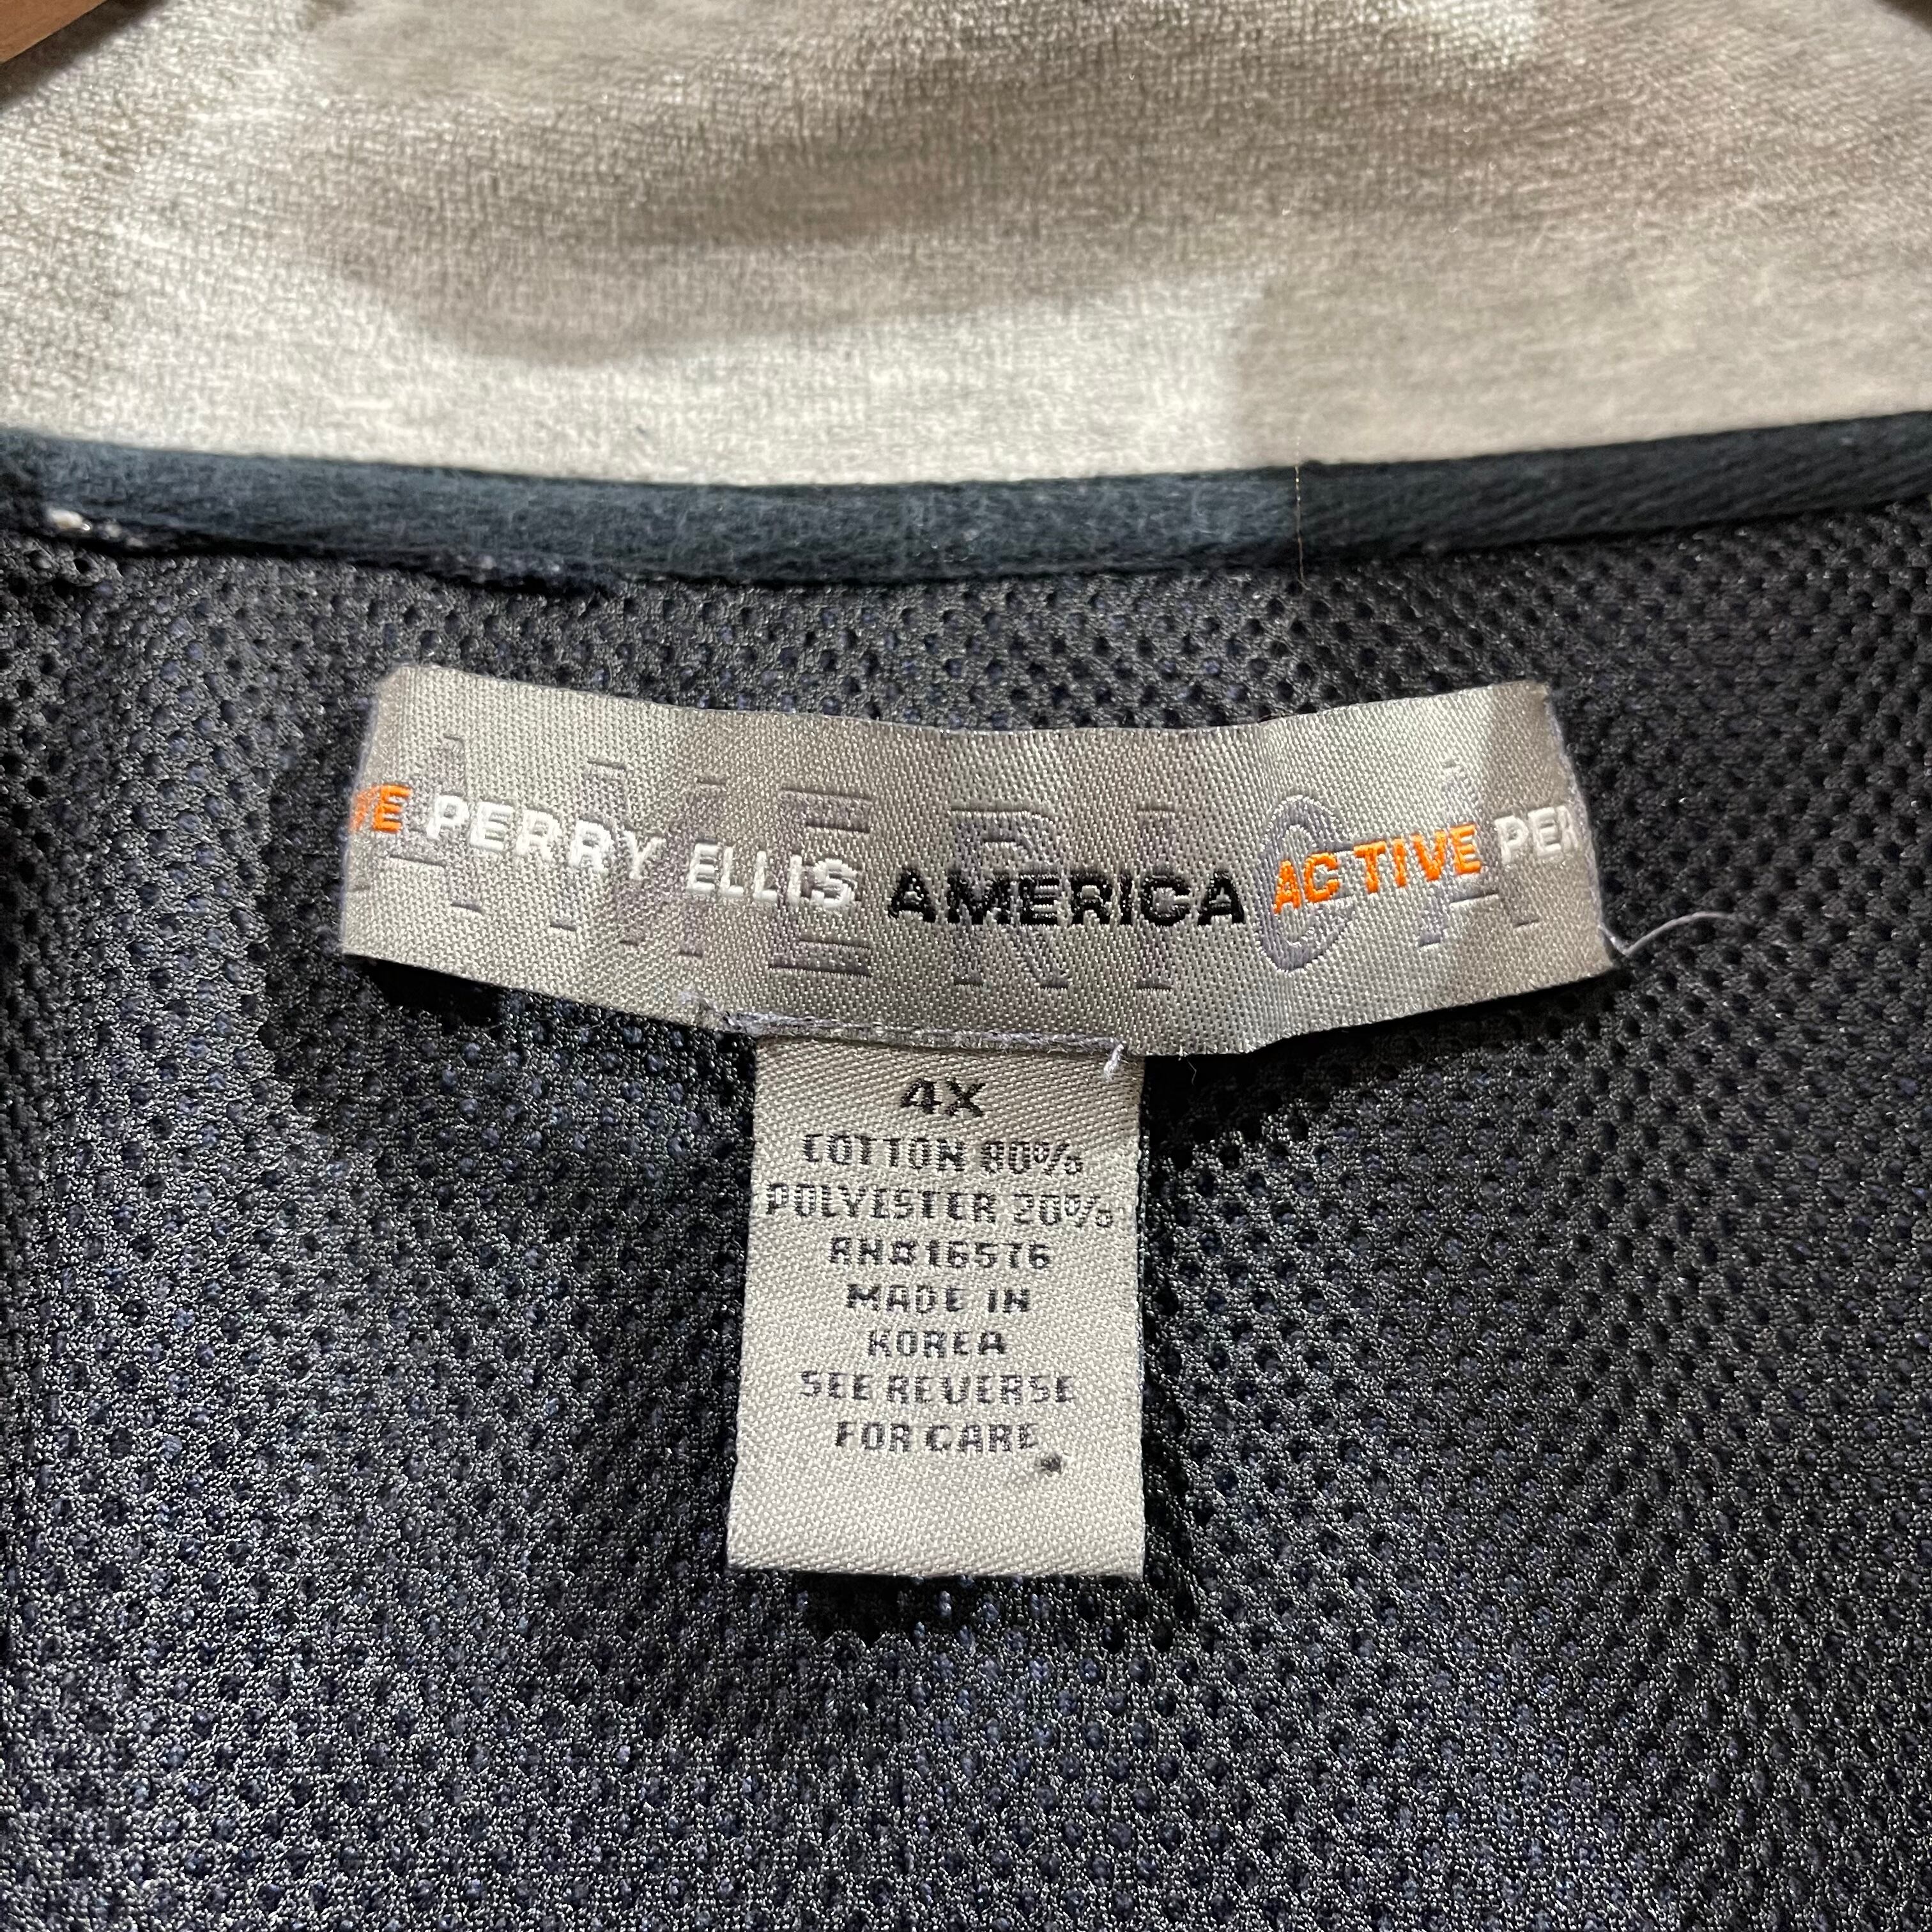 VE PERRY ELLIS AMERICA ACTIVE PER
AMERICA
4X
COTTON 80%
POLYESTER 20%
RN#16576
MADE IN
KOREA
SEE REVERSE
FOR CARE